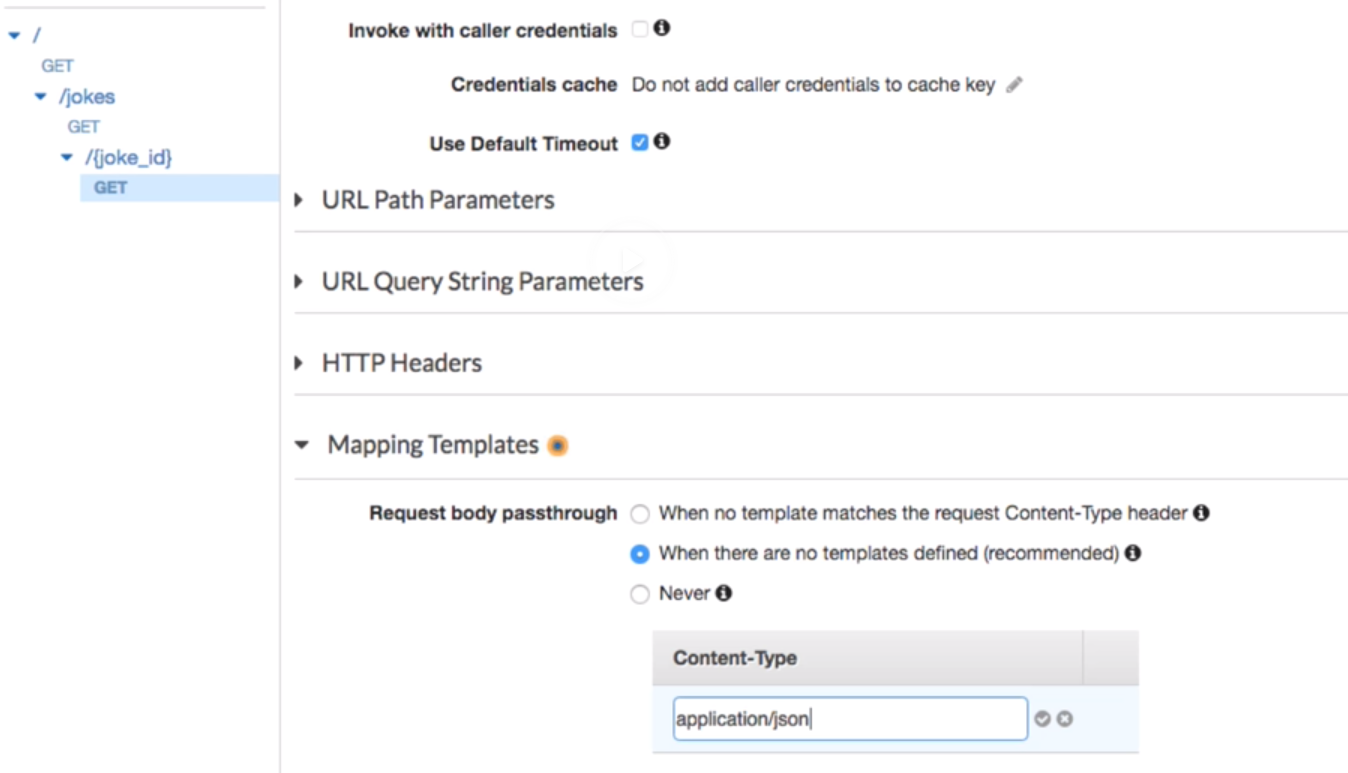 /
GET
/jokes
GET
/{joke_id}
GET
Invoke with caller credentials
Credentials cache Do not add caller credentials to cache key
Use Default Timeout
URL Path Parameters
URL Query String Parameters
HTTP Headers
Mapping Templates
Request body passthrough When no template matches the request Content-Type header
When there are no templates defined (recommended)
Never
Content-Type
application/json